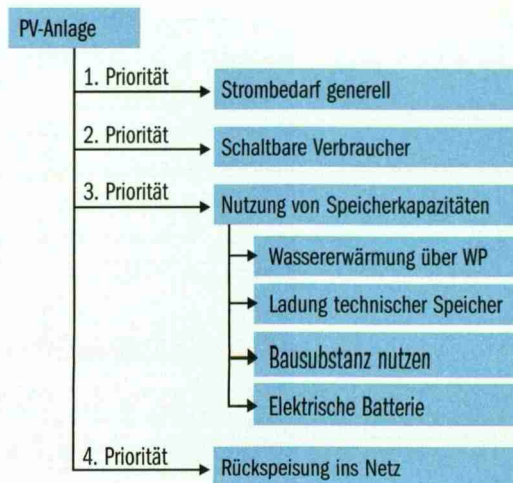 PV-Anlage
1. Priorität
Strombedarf generell
2. Priorität
Schaltbare Verbraucher
3. Priorität
Nutzung von Speicherkapazitäten
Wassererwärmung über WP
Ladung technischer Speicher
Bausubstanz nutzen
Elektrische Batterie
4. Priorität
Rückspeisung ins Netz